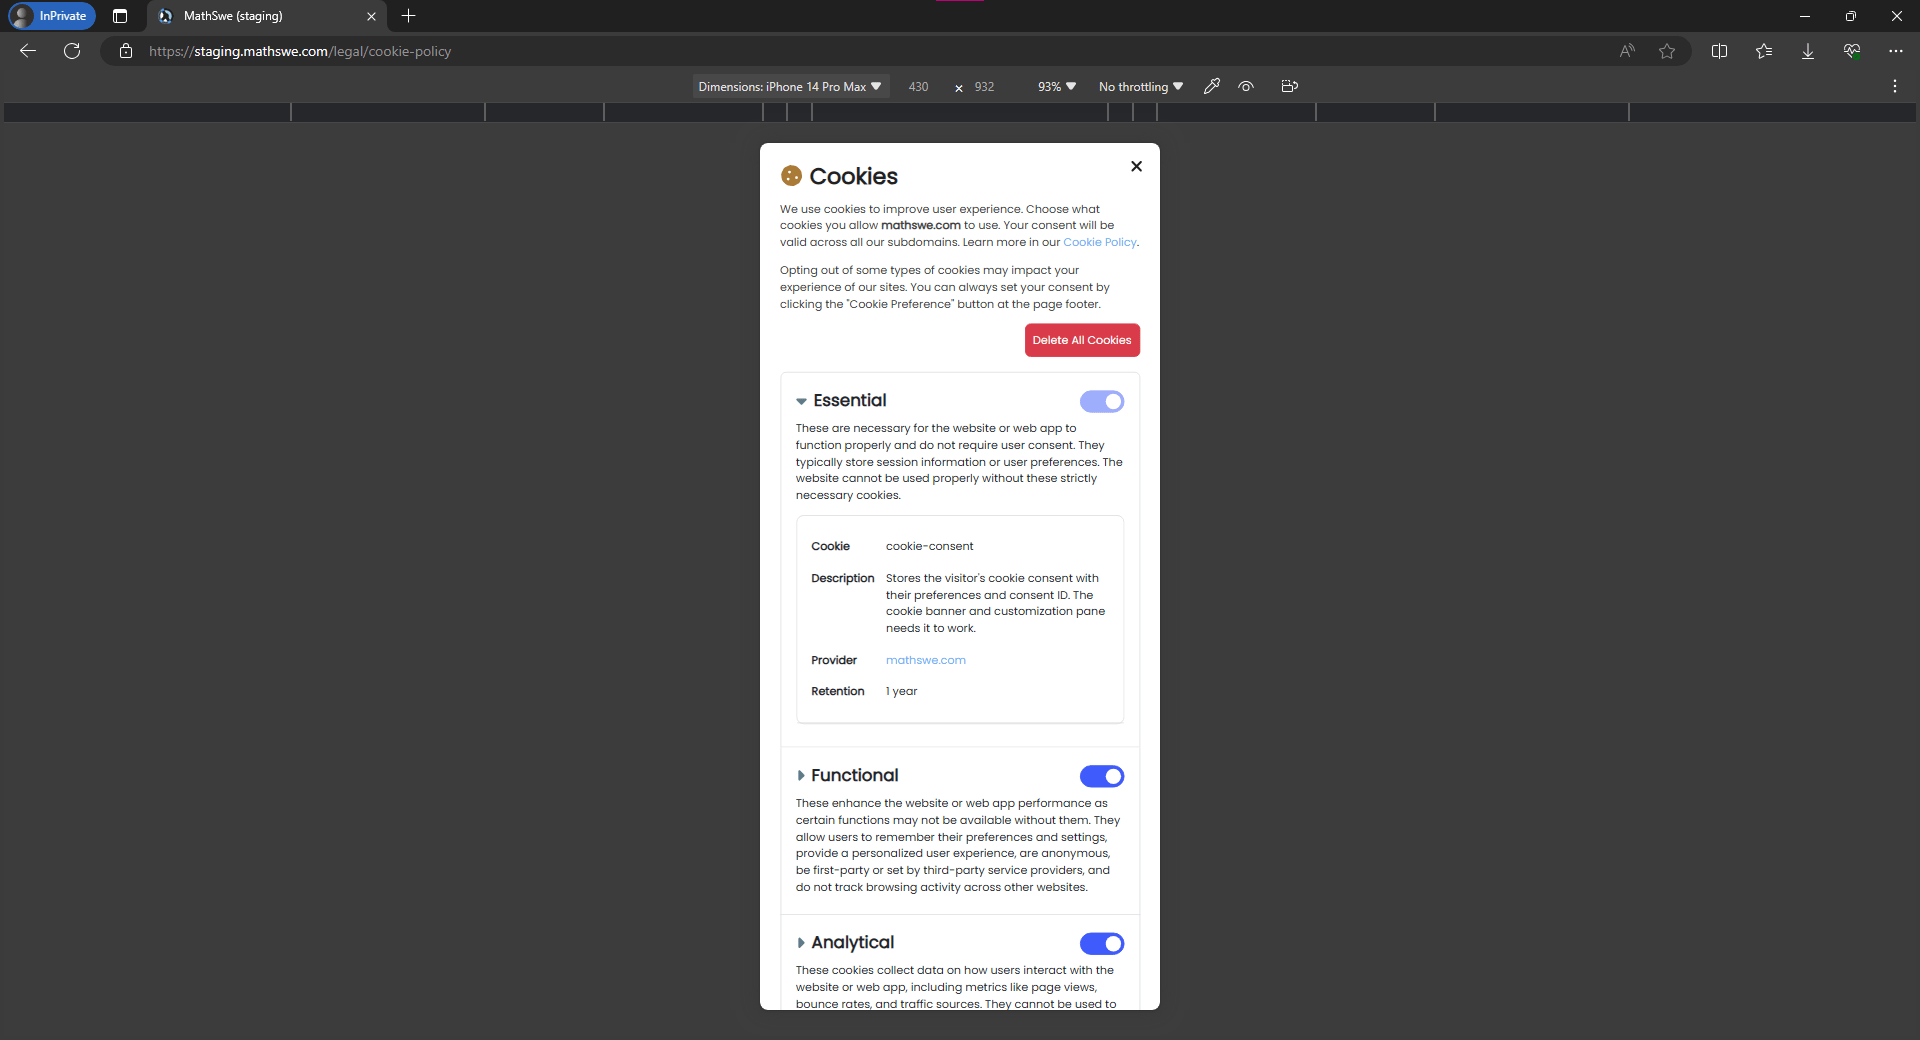 InPrivate
MathSwe (staging)
https://staging.mathswe.com/legal/cookie-policy
Dimensions: iPhone 14 Pro Max ▼ 430 × 932 93% ▼ No throttling ▼
Cookies
We use cookies to improve user experience. Choose what
cookies you allow mathswe.com to use. Your consent will be
valid across all our subdomains. Learn more in our Cookie Policy.
Opting out of some types of cookies may impact your
experience of our sites. You can always set your consent by
clicking the "Cookie Preference" button at the page footer.
Delete All Cookies
Essential
These are necessary for the website or web app to
function properly and do not require user consent. They
typically store session information or user preferences. The
website cannot be used properly without these strictly
necessary cookies.
Cookie cookie-consent
Description Stores the visitor's cookie consent with
their preferences and consent ID. The
cookie banner and customization pane
needs it to work.
Provider mathswe.com
Retention 1 year
Functional
These enhance the website or web app performance as
certain functions may not be available without them. They
allow users to remember their preferences and settings,
provide a personalized user experience, are anonymous,
be first-party or set by third-party service providers, and
do not track browsing activity across other websites.
Analytical
These cookies collect data on how users interact with the
website or web app, including metrics like page views,
bounce rates, and traffic sources. They cannot be used to